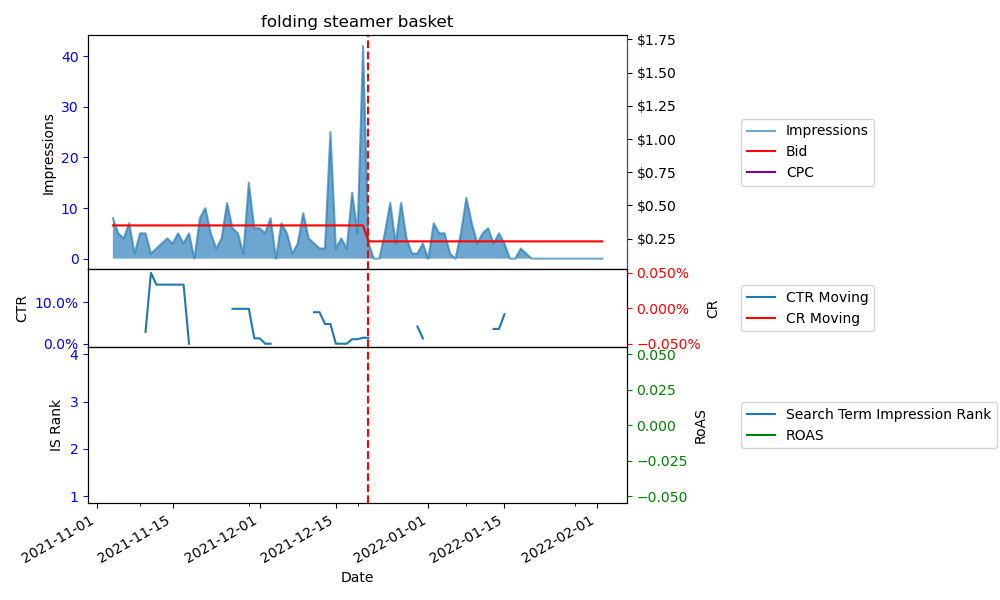 folding steamer basket
Impressions
40
30
20
10
0
$1.75
$1.50
$1.25
$1.00
$0.75
$0.50
$0.25
Impressions
Bid
CPC
CTR
10.0%
0.0%
0.050%
0.000%
−0.050%
CR
CTR Moving
CR Moving
IS Rank
4
3
2
1
0.050
0.025
0.000
−0.025
−0.050
RoAS
Search Term Impression Rank
ROAS
2021-11-01
2021-11-15
2021-12-01
2021-12-15
2022-01-01
2022-01-15
2022-02-01
Date